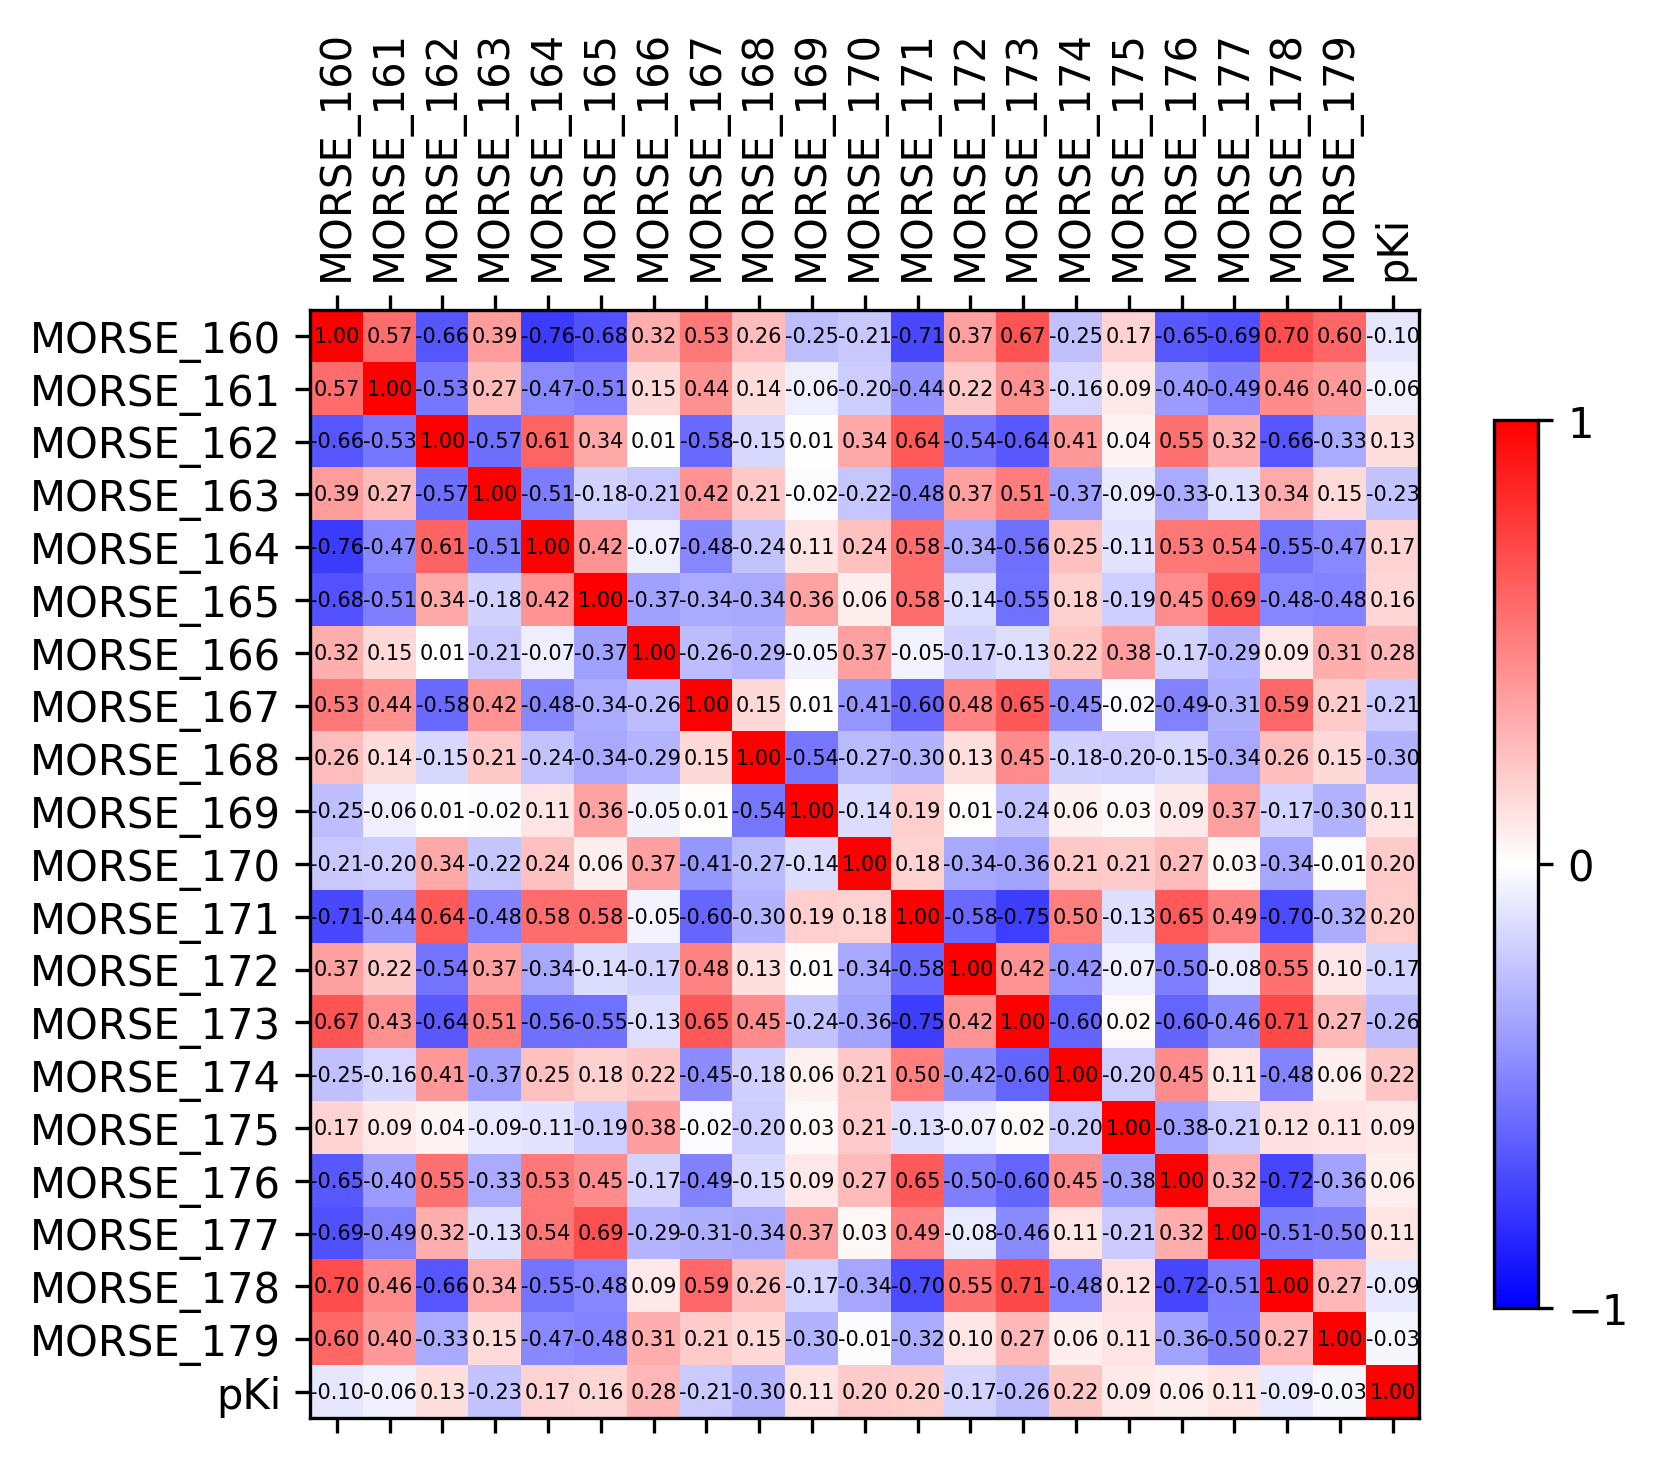 MORSE_160 MORSE_161 MORSE_162 MORSE_163 MORSE_164 MORSE_165 MORSE_166 MORSE_167 MORSE_168 MORSE_169 MORSE_170 MORSE_171 MORSE_172 MORSE_173 MORSE_174 MORSE_175 MORSE_176 MORSE_177 MORSE_178 MORSE_179 pKi
MORSE_160 1.00 0.57 -0.66 0.39 -0.76 -0.68 0.32 0.53 0.26 -0.25 -0.21 -0.71 0.37 0.67 -0.25 0.17 -0.65 -0.69 0.70 0.60 -0.10
MORSE_161 0.57 1.00 -0.53 0.27 -0.47 -0.51 0.15 0.44 0.14 -0.06 -0.20 -0.44 0.22 0.43 -0.16 0.09 -0.40 -0.49 0.46 0.40 -0.06
MORSE_162 -0.66 -0.53 1.00 -0.57 0.61 0.34 0.01 -0.58 -0.15 0.01 0.34 0.64 -0.54 -0.64 0.41 0.04 0.55 0.32 -0.66 -0.33 0.13
MORSE_163 0.39 0.27 -0.57 1.00 -0.51 -0.18 -0.21 0.42 0.21 -0.02 -0.22 -0.48 0.37 0.51 -0.37 -0.09 -0.33 -0.13 0.34 0.15 -0.23
MORSE_164 -0.76 -0.47 0.61 -0.51 1.00 0.42 -0.07 -0.48 -0.24 0.11 0.24 0.58 -0.34 -0.56 0.25 -0.11 0.53 0.54 -0.55 -0.47 0.17
MORSE_165 -0.68 -0.51 0.34 -0.18 0.42 1.00 -0.37 -0.34 -0.34 0.36 0.06 0.58 -0.14 -0.55 0.18 -0.19 0.45 0.69 -0.48 -0.48 0.16
MORSE_166 0.32 0.15 0.01 -0.21 -0.07 -0.37 1.00 -0.26 -0.29 -0.05 0.37 -0.05 -0.17 -0.13 0.22 0.38 -0.17 -0.29 0.09 0.31 0.28
MORSE_167 0.53 0.44 -0.58 0.42 -0.48 -0.34 -0.26 1.00 0.15 0.01 -0.41 -0.60 0.48 0.65 -0.45 -0.02 -0.49 -0.31 0.59 0.21 -0.21
MORSE_168 0.26 0.14 -0.15 0.21 -0.24 -0.34 -0.29 0.15 1.00 -0.54 -0.27 -0.30 0.13 0.45 -0.18 -0.20 -0.15 -0.34 0.26 0.15 -0.30
MORSE_169 -0.25 -0.06 0.01 -0.02 0.11 0.36 -0.05 0.01 -0.54 1.00 -0.14 0.19 0.01 -0.24 0.06 0.03 0.09 0.37 -0.17 -0.30 0.11
MORSE_170 -0.21 -0.20 0.34 -0.22 0.24 0.06 0.37 -0.41 -0.27 -0.14 1.00 0.18 -0.34 -0.36 0.21 0.21 0.27 0.03 -0.34 -0.01 0.20
MORSE_171 -0.71 -0.44 0.64 -0.48 0.58 0.58 -0.05 -0.60 -0.30 0.19 0.18 1.00 -0.58 -0.75 0.50 -0.13 0.65 0.49 -0.70 -0.32 0.20
MORSE_172 0.37 0.22 -0.54 0.37 -0.34 -0.14 -0.17 0.48 0.13 0.01 -0.34 -0.58 1.00 0.42 -0.42 -0.07 -0.50 -0.08 0.55 0.10 -0.17
MORSE_173 0.67 0.43 -0.64 0.51 -0.56 -0.55 -0.13 0.65 0.45 -0.24 -0.36 -0.75 0.42 1.00 -0.60 0.02 -0.60 -0.46 0.71 0.27 -0.26
MORSE_174 -0.25 -0.16 0.41 -0.37 0.25 0.18 0.22 -0.45 -0.18 0.06 0.21 0.50 -0.42 -0.60 1.00 -0.20 0.45 0.11 -0.48 0.06 0.22
MORSE_175 0.17 0.09 0.04 -0.09 -0.11 -0.19 0.38 -0.02 -0.20 0.03 0.21 -0.13 -0.07 0.02 -0.20 1.00 -0.38 -0.21 0.12 0.11 0.09
MORSE_176 -0.65 -0.40 0.55 -0.33 0.53 0.45 -0.17 -0.49 -0.15 0.09 0.27 0.65 -0.50 -0.60 0.45 -0.38 1.00 0.32 -0.72 -0.36 0.06
MORSE_177 -0.69 -0.49 0.32 -0.13 0.54 0.69 -0.29 -0.31 -0.34 0.37 0.03 0.49 -0.08 -0.46 0.11 -0.21 0.32 1.00 -0.51 -0.50 0.11
MORSE_178 0.70 0.46 -0.66 0.34 -0.55 -0.48 0.09 0.59 0.26 -0.17 -0.34 -0.70 0.55 0.71 -0.48 0.12 -0.72 -0.51 1.00 0.27 -0.09
MORSE_179 0.60 0.40 -0.33 0.15 -0.47 -0.48 0.31 0.21 0.15 -0.30 -0.01 -0.32 0.10 0.27 0.06 0.11 -0.36 -0.50 0.27 1.00 -0.03
pKi -0.10 -0.06 0.13 -0.23 0.17 0.16 0.28 -0.21 -0.30 0.11 0.20 0.20 -0.17 -0.26 0.22 0.09 0.06 0.11 -0.09 -0.03 1.00
1
0
−1